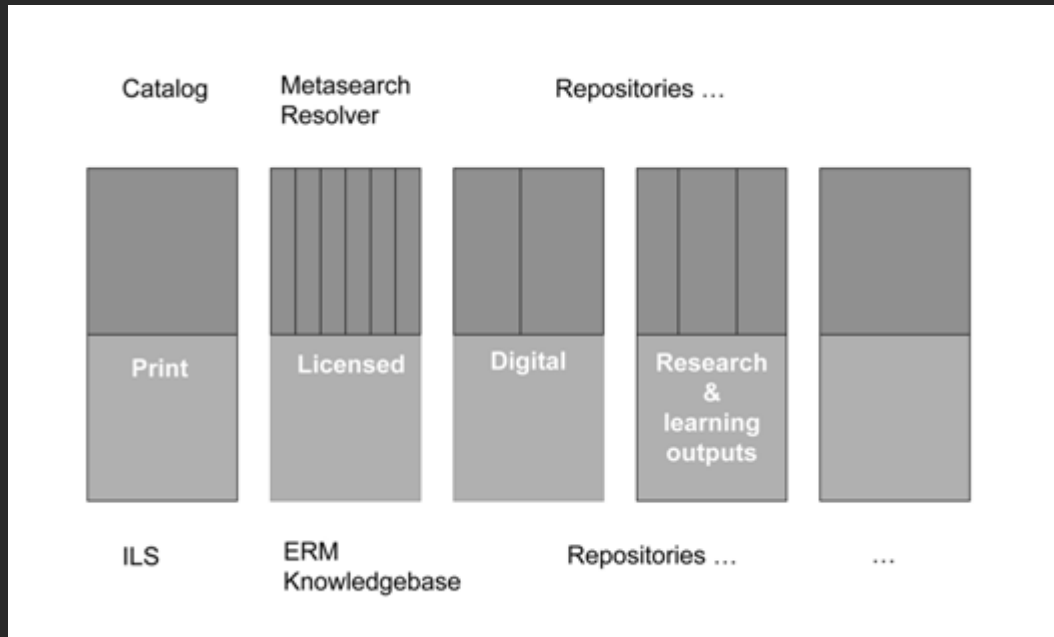 Catalog
Metasearch
Resolver
Repositories …
Print
Licensed
Digital
Research
&
learning
outputs
ILS
ERM
Knowledgebase
Repositories …
…